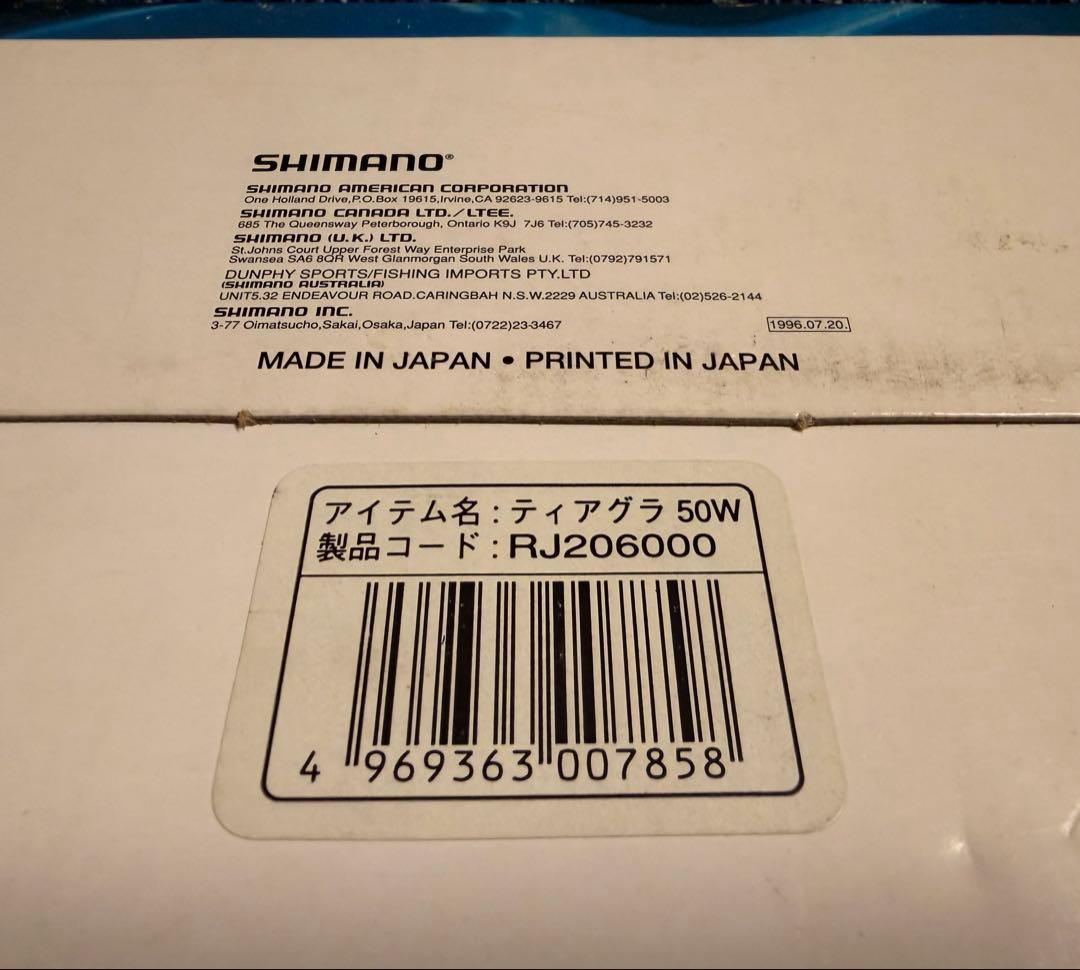 SHIMANO®
SHIMANO AMERICAN CORPORATION
One Holland Drive,P.O.Box 19615,Irvine,CA 92623-9615 Tel:(714)951-5003
SHIMANO CANADA LTD./LTEE.
685 The Queensway Peterborough, Ontario K9J 7J6 Tel:(705)745-3232
SHIMANO (U.K.) LTD.
St.Johns Court Upper Forest Way Enterprise Park
Swansea SA6 8QR West Glanmorgan South Wales U.K. Tel:(0792)791571
DUNPHY SPORTS/FISHING IMPORTS PTY.LTD
(SHIMANO AUSTRALIA)
UNIT5.32 ENDEAVOUR ROAD.CARINGBAH N.S.W.2229 AUSTRALIA Tel:(02)526-2144
SHIMANO INC.
3-77 Oimatsucho,Sakai,Osaka,Japan Tel:(0722)23-3467
1996.07.20.
MADE IN JAPAN • PRINTED IN JAPAN
アイテム名:ティアグラ 50W
製品コード:RJ206000
4 969363 007858